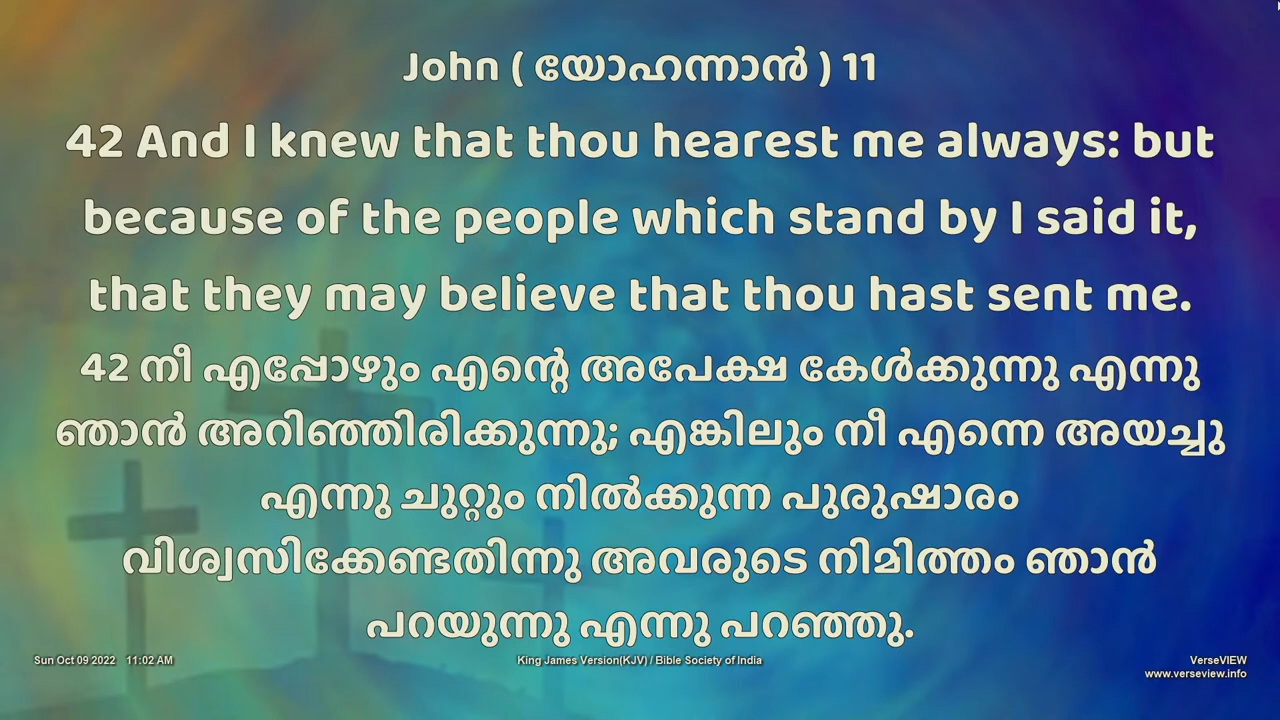 John ( യോഹന്നാൻ ) 11
42 And I knew that thou hearest me always: but
because of the people which stand by I said it,
that they may believe that thou hast sent me.
42 നീ എപ്പോഴും എന്റെ അപേക്ഷ കേൾക്കുന്നു എന്നു
ഞാൻ അറിഞ്ഞിരിക്കുന്നു; എങ്കിലും നീ എന്നെ അയച്ചു
എന്നു ചുറ്റും നില്ക്കുന്ന പുരുഷാരം
വിശ്വസിക്കേണ്ടതിന്നു അവരുടെ നിമിത്തം ഞാൻ
പറയുന്നു എന്നു പറഞ്ഞു.
Sun Oct 09 2022 11:02 AM
King James Version(KJV) / Bible Society of India
VerseVIEW
www.verseview.info